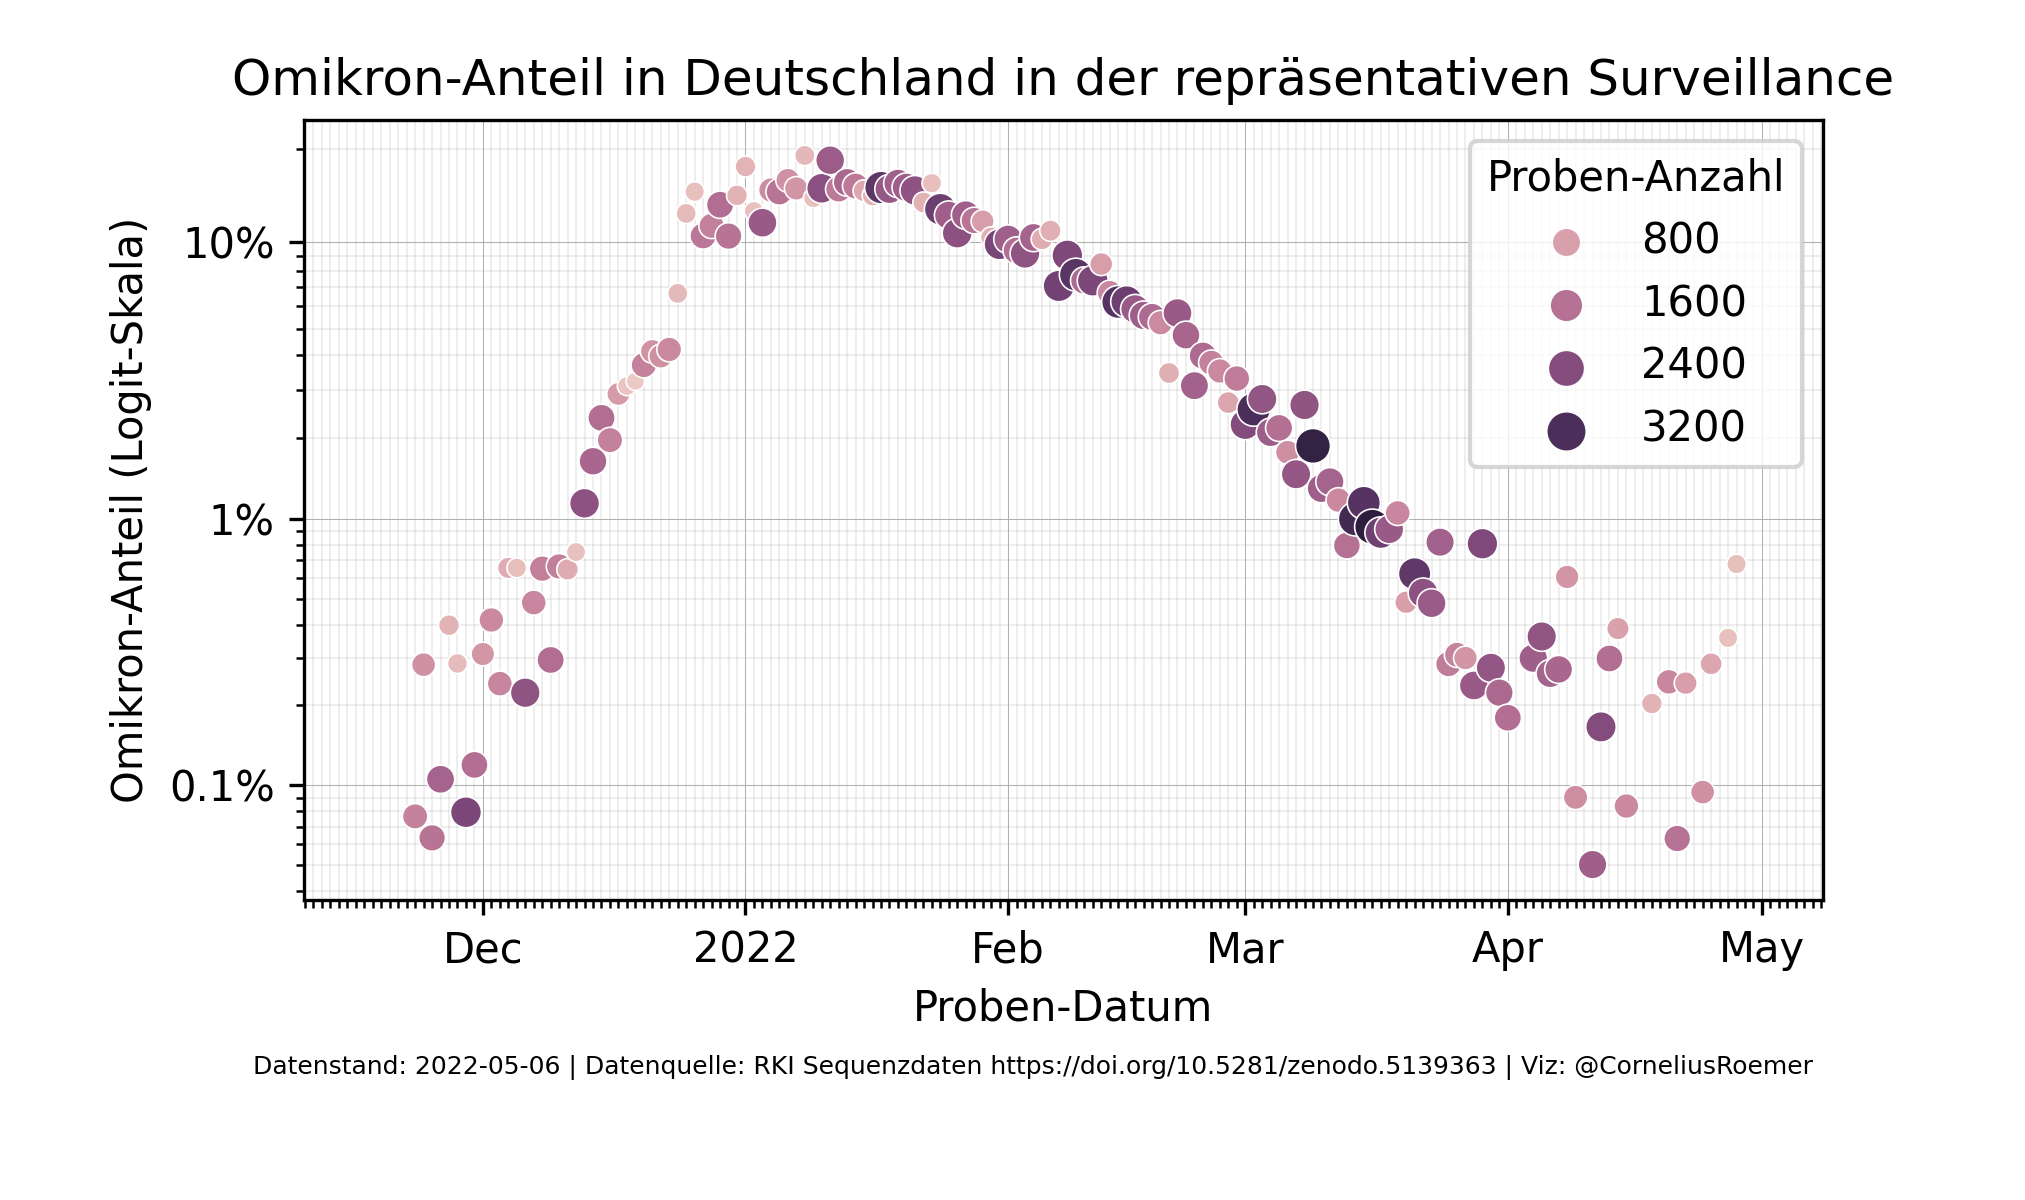 Omikron-Anteil in Deutschland in der repräsentativen Surveillance
Omikron-Anteil (Logit-Skala)
10%
1%
0.1%
Proben-Anzahl
800
1600
2400
3200
Dec 2022 Feb Mar Apr May
Proben-Datum
Datenstand: 2022-05-06 | Datenquelle: RKI Sequenzdaten https://doi.org/10.5281/zenodo.5139363 | Viz: @CorneliusRoemer